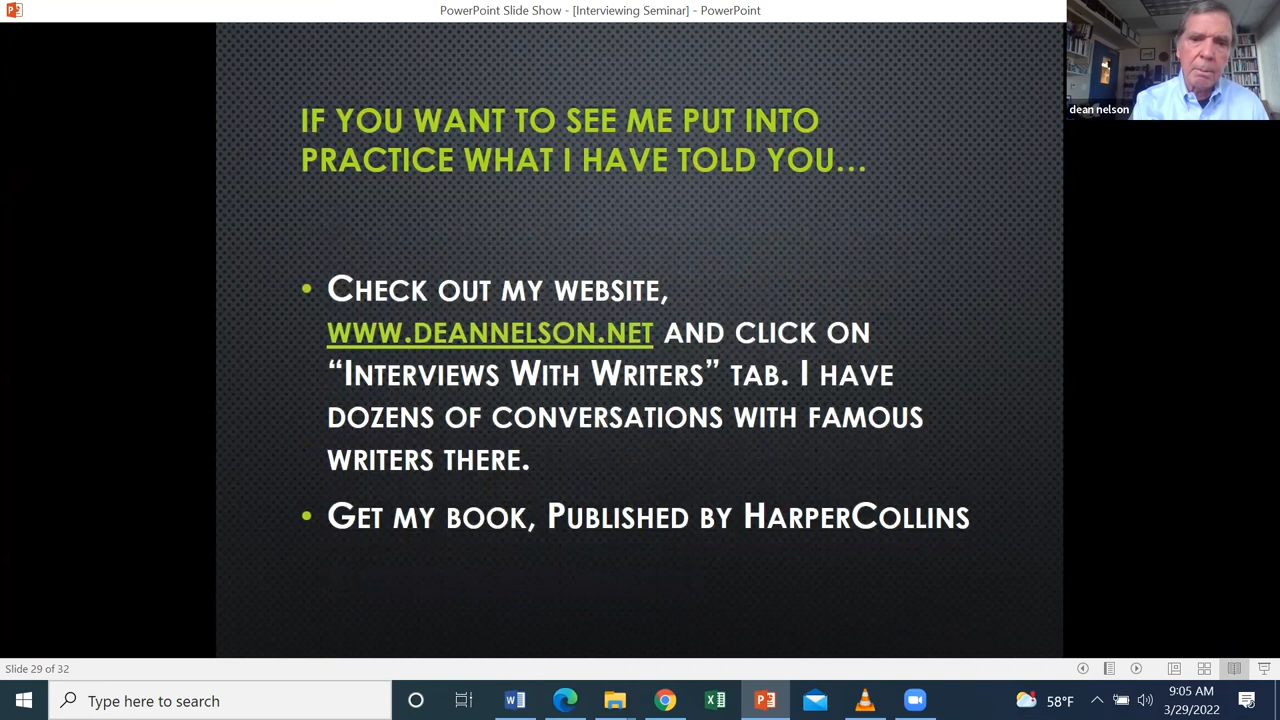 PowerPoint Slide Show - [Interviewing Seminar] - PowerPoint
dean nelson
IF YOU WANT TO SEE ME PUT INTO
PRACTICE WHAT I HAVE TOLD YOU…
• CHECK OUT MY WEBSITE,
WWW.DEANNELSON.NET AND CLICK ON
“INTERVIEWS WITH WRITERS” TAB. I HAVE
DOZENS OF CONVERSATIONS WITH FAMOUS
WRITERS THERE.
• GET MY BOOK, PUBLISHED BY HARPERCOLLINS
Slide 29 of 32
Type here to search
58°F
9:05 AM
3/29/2022